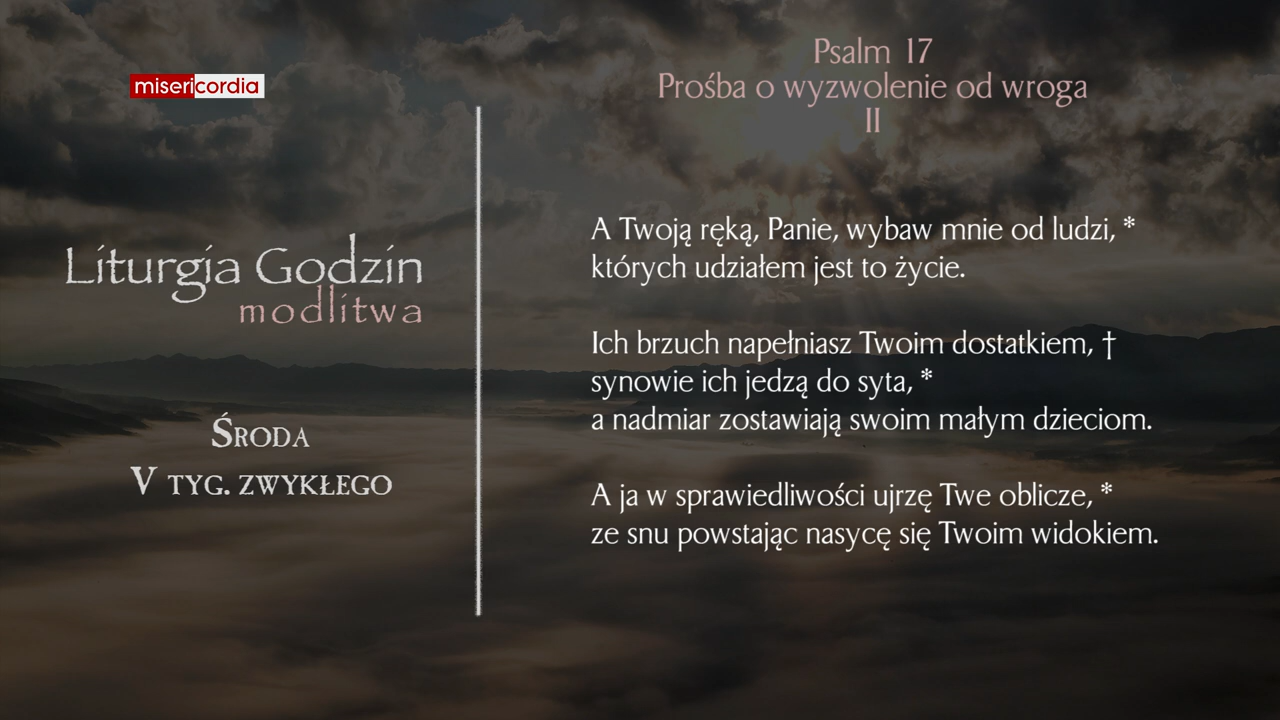 misericordia
Liturgia Godzin
modlitwa
Środa
V tyg. zwykłego
Psalm 17
Prośba o wyzwolenie od wroga
II
A Twoją ręką, Panie, wybaw mnie od ludzi, *
których udziałem jest to życie.
Ich brzuch napełniasz Twoim dostatkiem, †
synowie ich jedzą do syta, *
a nadmiar zostawiają swoim małym dzieciom.
A ja w sprawiedliwości ujrzę Twe oblicze, *
ze snu powstając nasycę się Twoim widokiem.